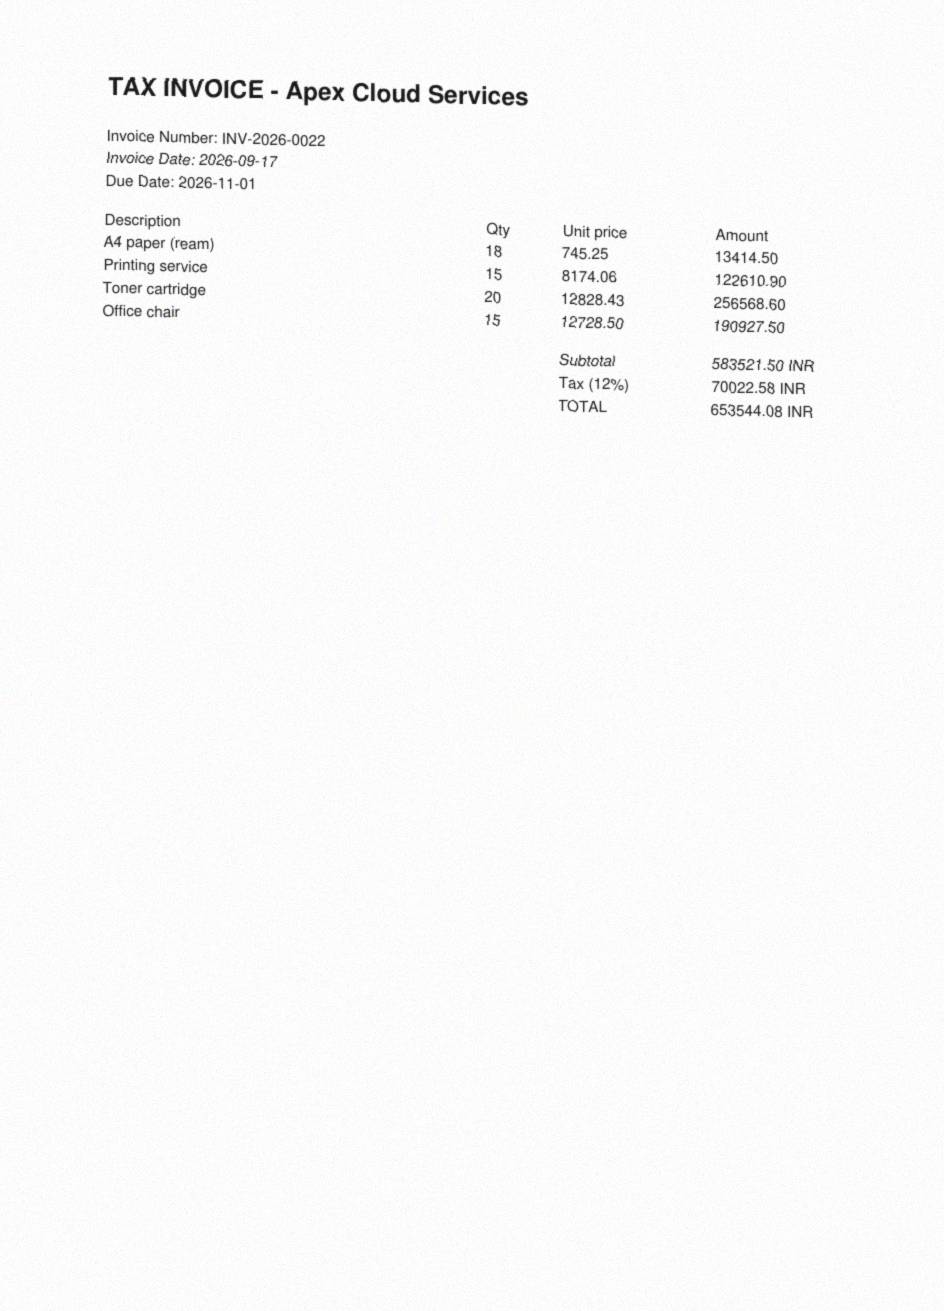 TAX INVOICE - Apex Cloud Services
Invoice Number: INV-2026-0022
Invoice Date: 2026-09-17
Due Date: 2026-11-01
Description Qty Unit price Amount
A4 paper (ream) 18 745.25 13414.50
Printing service 15 8174.06 122610.90
Toner cartridge 20 12828.43 256568.60
Office chair 15 12728.50 190927.50
Subtotal 583521.50 INR
Tax (12%) 70022.58 INR
TOTAL 653544.08 INR